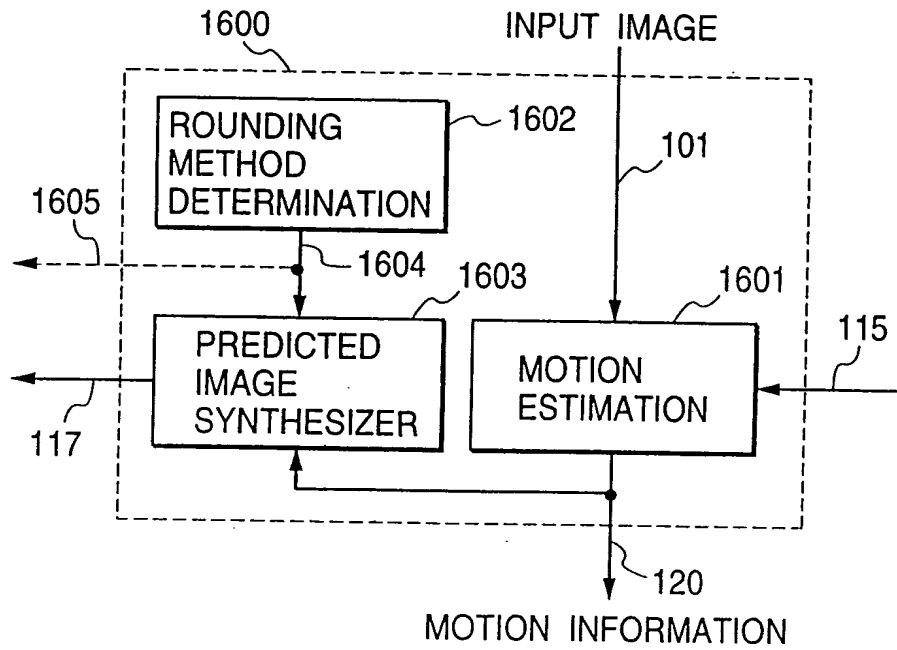 1600
INPUT IMAGE
ROUNDING
METHOD
DETERMINATION
1602
101
1605
1604
1603
1601
PREDICTED
IMAGE
SYNTHESIZER
MOTION
ESTIMATION
115
117
120
MOTION INFORMATION